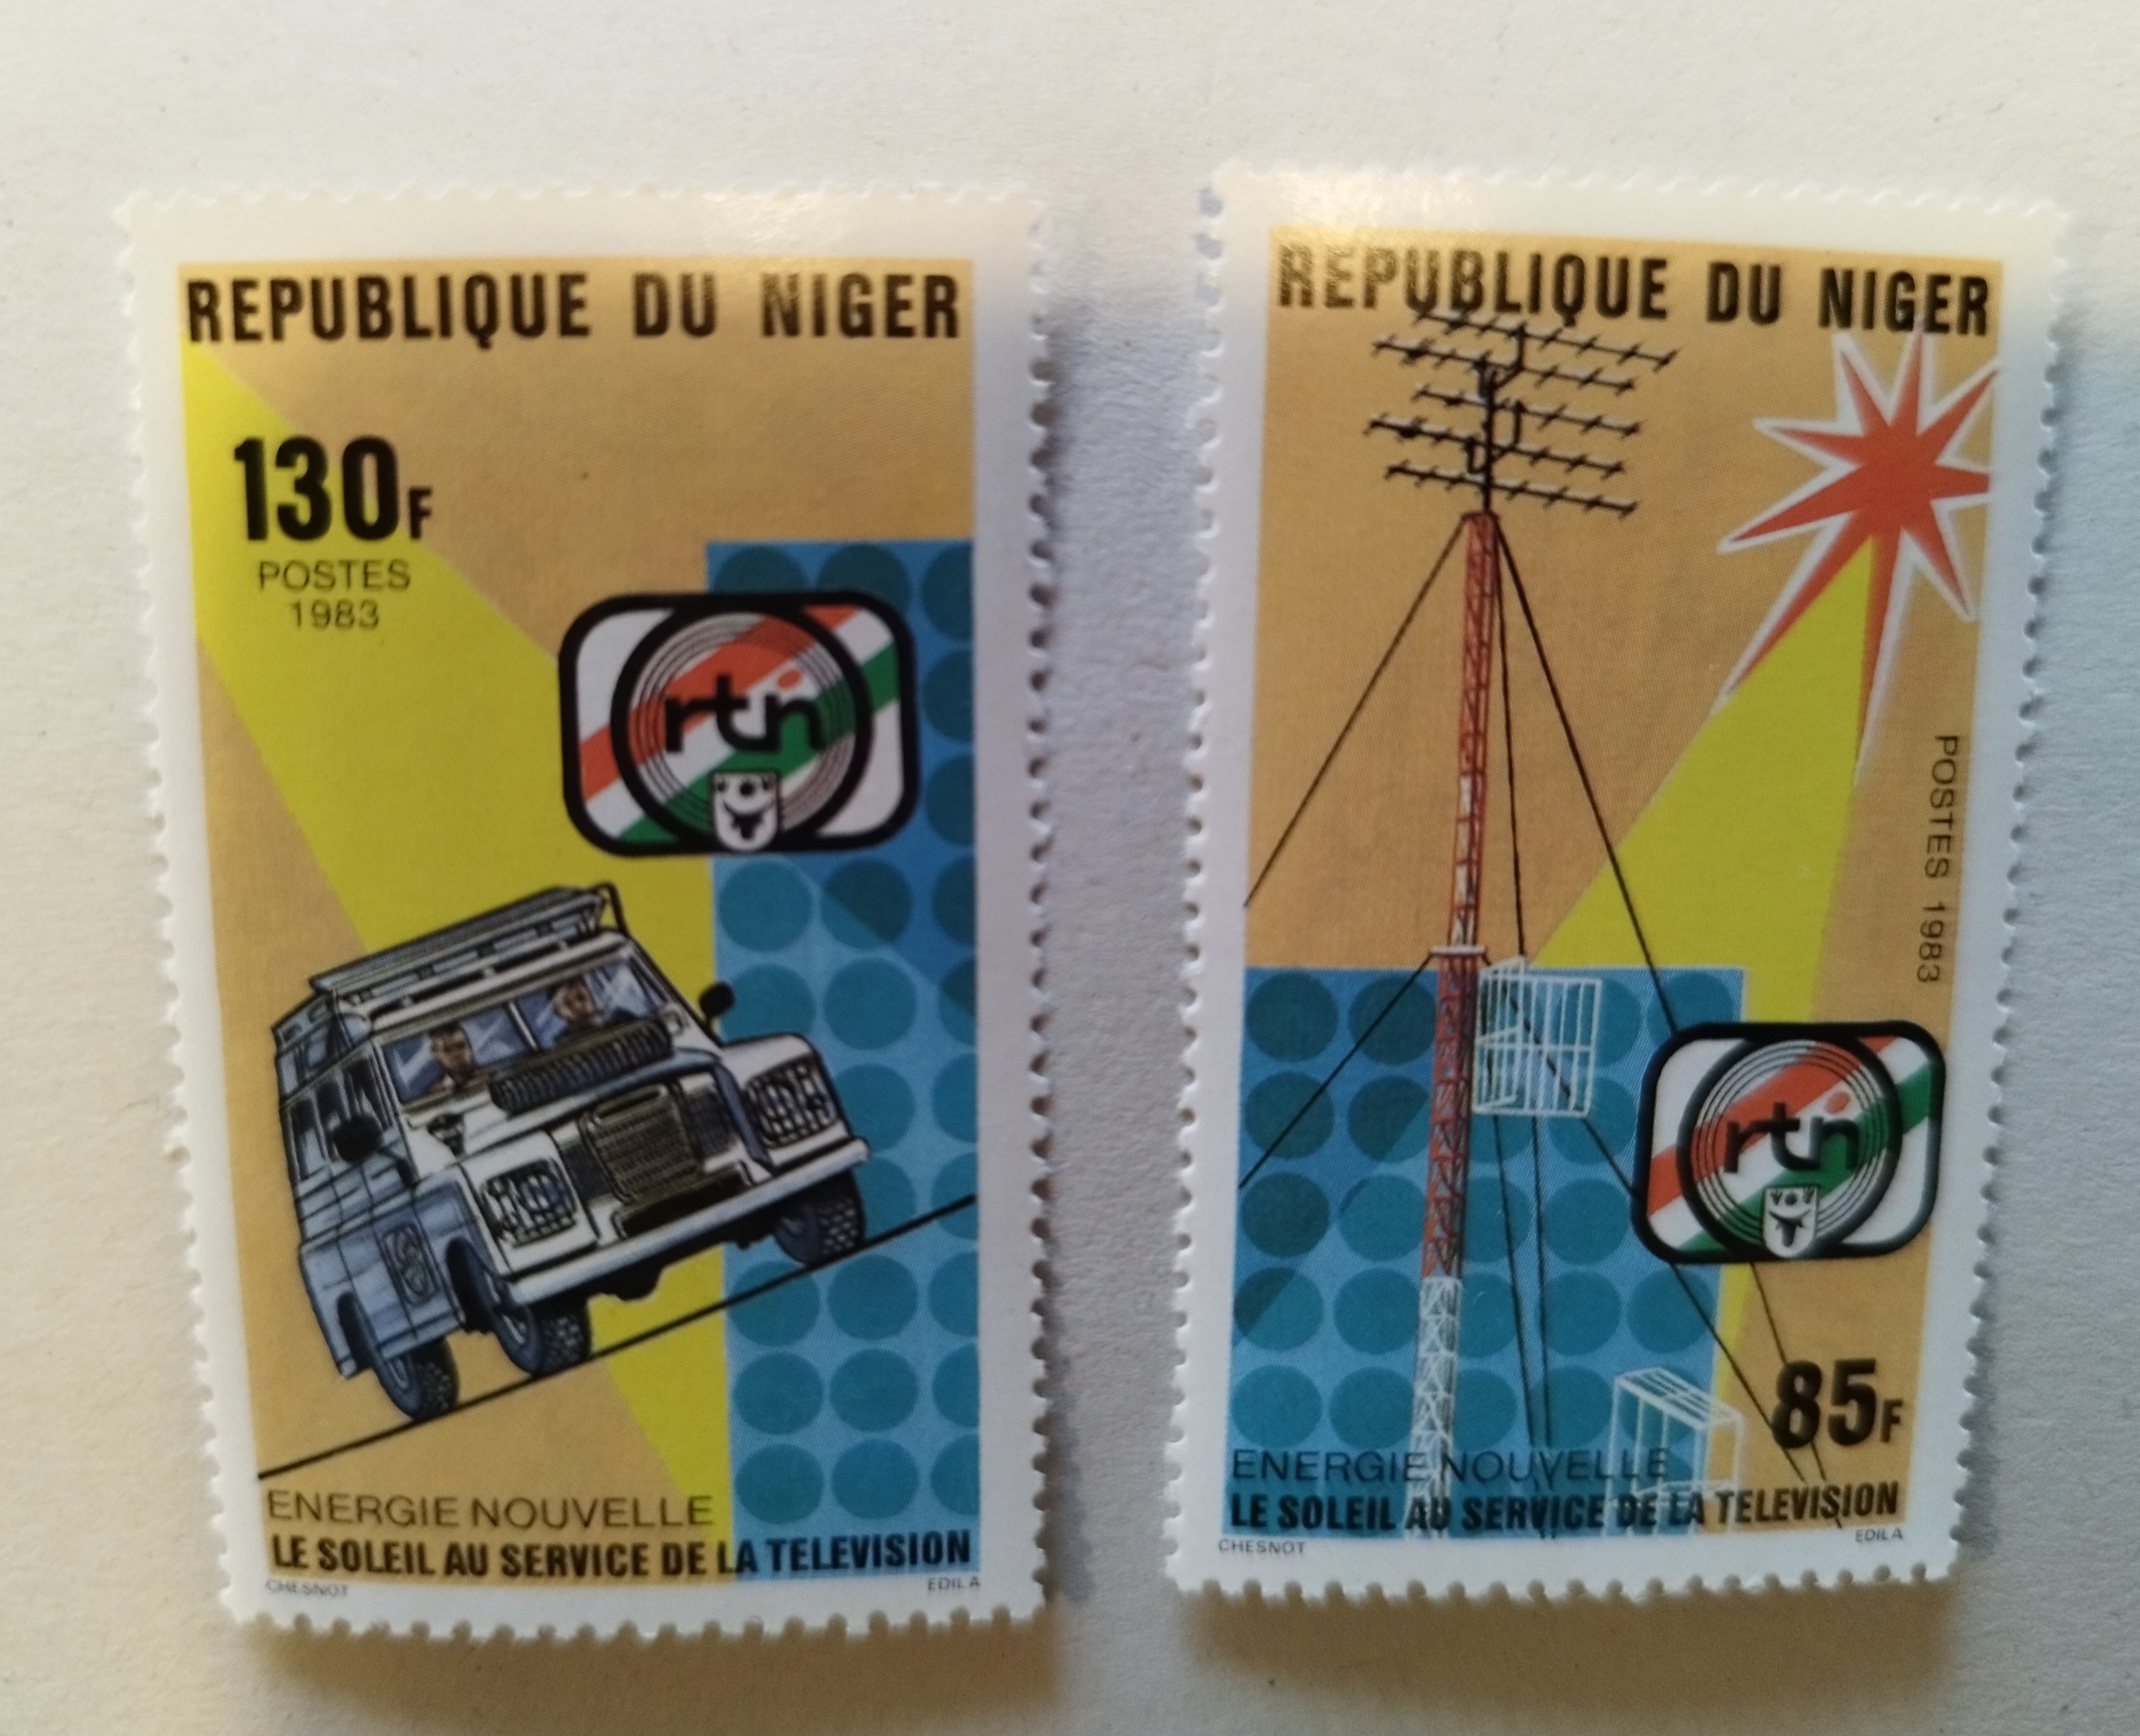 REPUBLIQUE DU NIGER
130F
POSTES
1983
rtn
ENERGIE NOUVELLE
LE SOLEIL AU SERVICE DE LA TELEVISION
CHESNOT
EDILA
REPUBLIQUE DU NIGER
POSTES 1983
rtn
85F
ENERGIE NOUVELLE
LE SOLEIL AU SERVICE DE LA TELEVISION
CHESNOT
EDILA